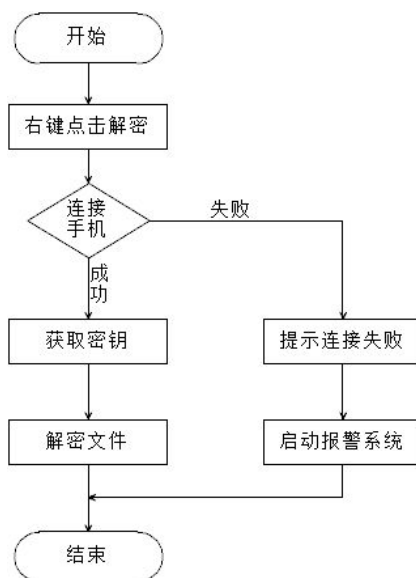 开始
右键点击解密
连接
手机
失败
成
功
获取密钥
提示连接失败
解密文件
启动报警系统
结束